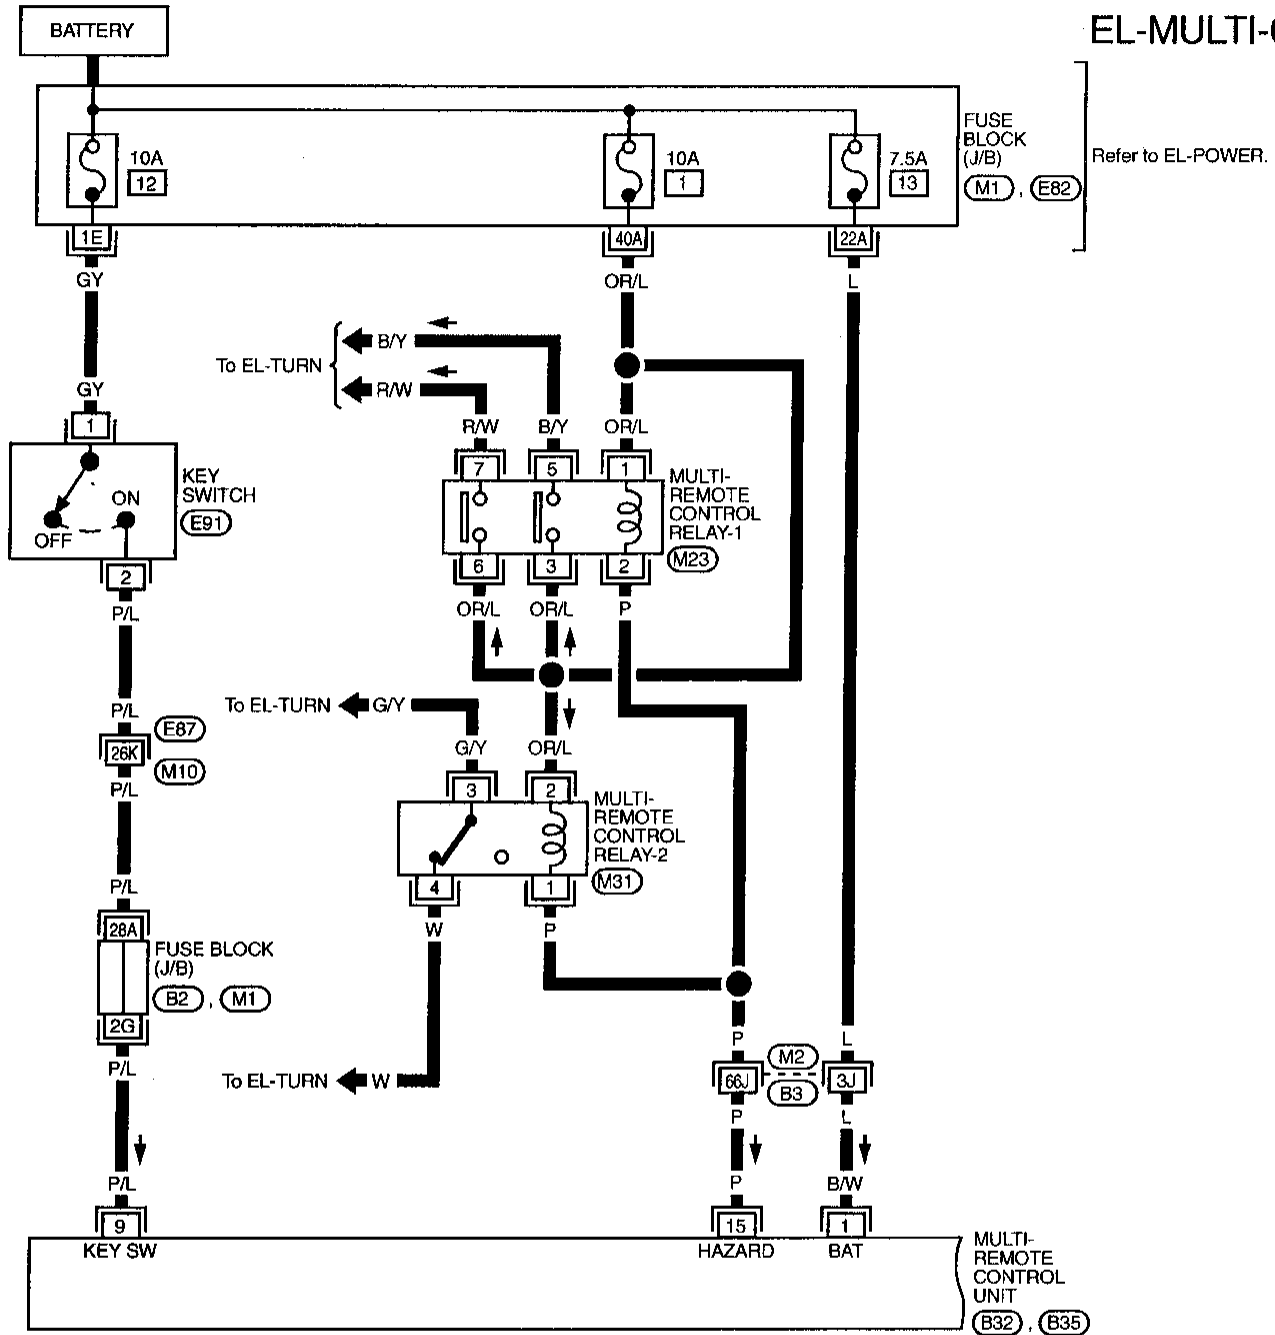 BATTERY
EL-MULTI-
FUSE
BLOCK
(J/B)
M1 , E82
Refer to EL-POWER.
10A
12
10A
1
7.5A
13
1E
40A
22A
GY
OR/L
L
To EL-TURN
B/Y
R/W
GY
R/W
B/Y
OR/L
1
7
5
1
KEY
SWITCH
E91
ON
OFF
MULTI-
REMOTE
CONTROL
RELAY-1
M23
2
6
3
2
P/L
OR/L
OR/L
P
To EL-TURN
G/Y
P/L
E87
26K
M10
P/L
G/Y
OR/L
3
2
MULTI-
REMOTE
CONTROL
RELAY-2
M31
4
1
P/L
W
P
28A
FUSE BLOCK
(J/B)
B2 , M1
2G
P/L
To EL-TURN
W
P
L
66J
M2
B3
3J
P
L
P/L
P
B/W
9
15
1
KEY SW
HAZARD
BAT
MULTI-
REMOTE
CONTROL
UNIT
B32 , B35